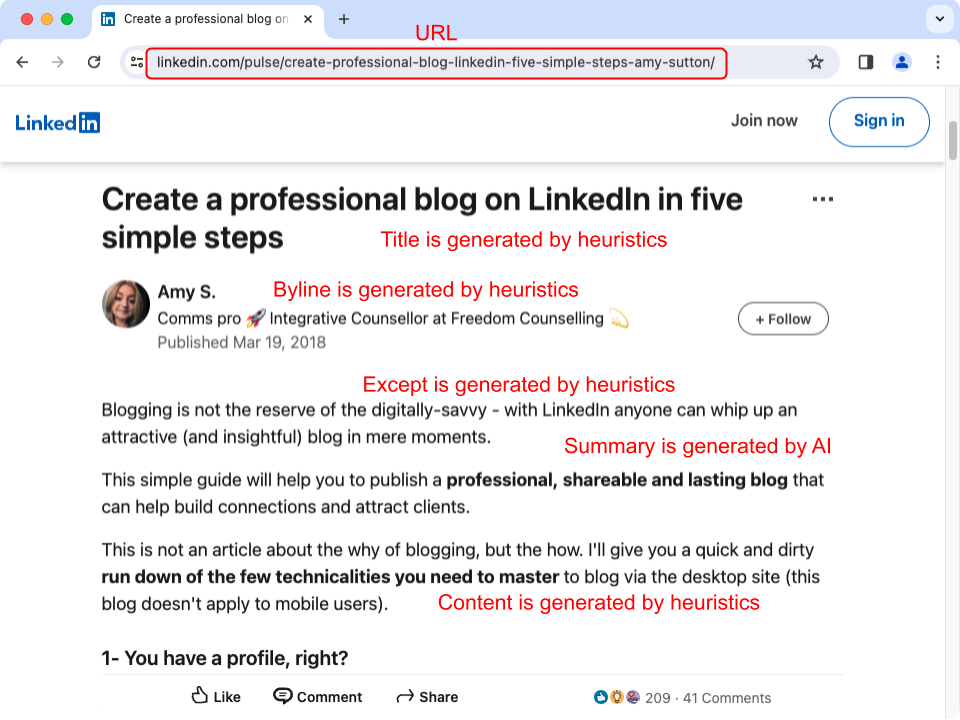 Create a professional blog on
URL
linkedin.com/pulse/create-professional-blog-linkedin-five-simple-steps-amy-sutton/
LinkedIn
Join now
Sign in
Create a professional blog on LinkedIn in five
simple steps
Title is generated by heuristics
Amy S.
Byline is generated by heuristics
Comms pro 🚀 Integrative Counsellor at Freedom Counselling 💫
+ Follow
Published Mar 19, 2018
Except is generated by heuristics
Blogging is not the reserve of the digitally-savvy - with LinkedIn anyone can whip up an
attractive (and insightful) blog in mere moments.
Summary is generated by AI
This simple guide will help you to publish a professional, shareable and lasting blog that
can help build connections and attract clients.
This is not an article about the why of blogging, but the how. I'll give you a quick and dirty
run down of the few technicalities you need to master to blog via the desktop site (this
blog doesn't apply to mobile users).
Content is generated by heuristics
1- You have a profile, right?
Like
Comment
Share
209 · 41 Comments